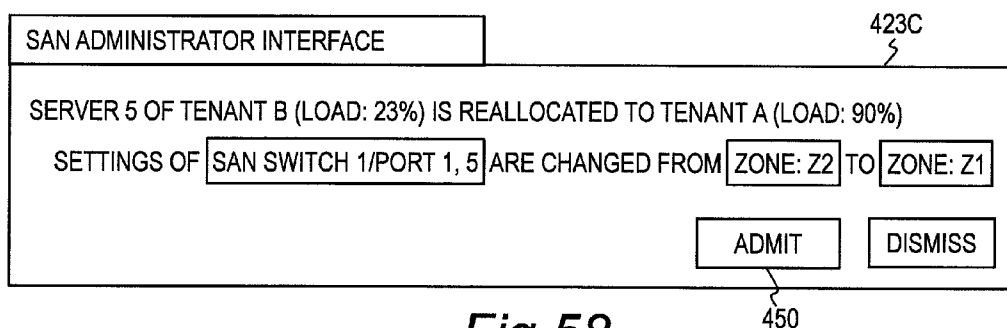 423C
SAN ADMINISTRATOR INTERFACE
SERVER 5 OF TENANT B (LOAD: 23%) IS REALLOCATED TO TENANT A (LOAD: 90%)
SETTINGS OF SAN SWITCH 1/PORT 1, 5 ARE CHANGED FROM ZONE: Z2 TO ZONE: Z1
ADMIT DISMISS
450